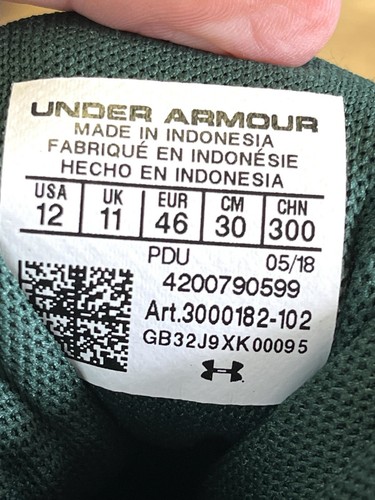 UNDER ARMOUR
MADE IN INDONESIA
FABRIQUÉ EN INDONÉSIE
HECHO EN INDONESIA
USA UK EUR CM CHN
12 11 46 30 300
PDU 05/18
4200790599
Art.3000182-102
GB32J9XK00095